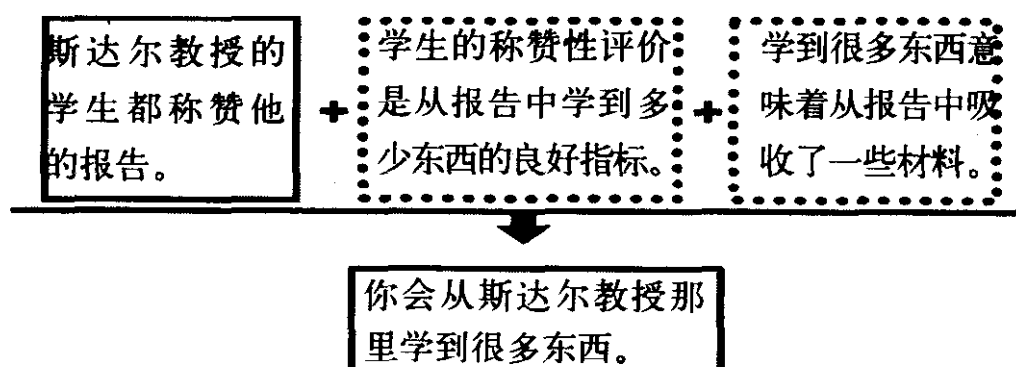 斯达尔教授的
学生都称赞他
的报告。
+
学生的称赞性评价
是从报告中学到多
少东西的良好指标。
+
学到很多东西意
味着从报告中吸
收了一些材料。
你会从斯达尔教授那
里学到很多东西。